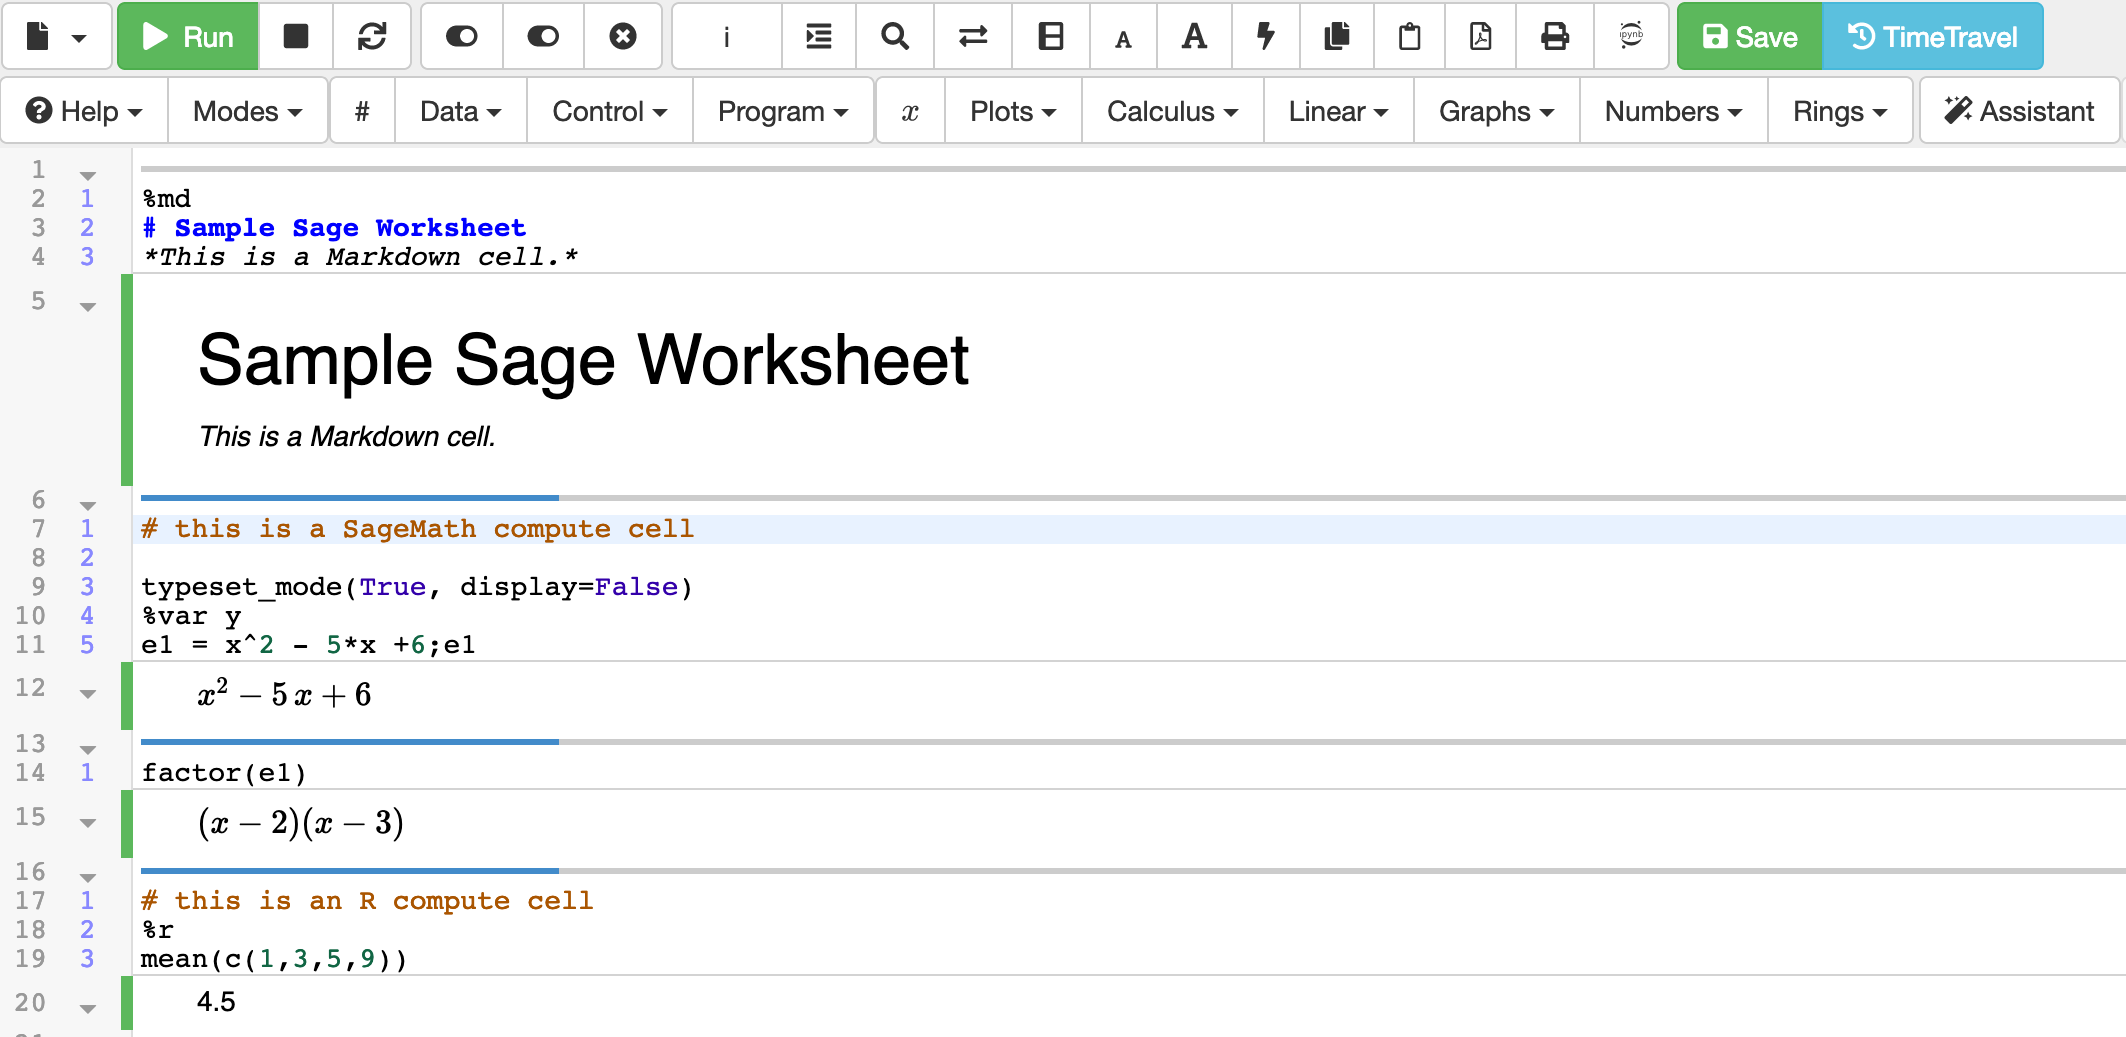 Run i A A ipynb Save TimeTravel
Help Modes # Data Control Program x Plots Calculus Linear Graphs Numbers Rings Assistant
1
2 1 %md
3 2 # Sample Sage Worksheet
4 3 *This is a Markdown cell.*
5
Sample Sage Worksheet
This is a Markdown cell.
6
7 1 # this is a SageMath compute cell
8 2
9 3 typeset_mode(True, display=False)
10 4 %var y
11 5 e1 = x^2 - 5*x +6;e1
12 x² − 5 x + 6
13
14 1 factor(e1)
15 (x − 2)(x − 3)
16
17 1 # this is an R compute cell
18 2 %r
19 3 mean(c(1,3,5,9))
20 4.5